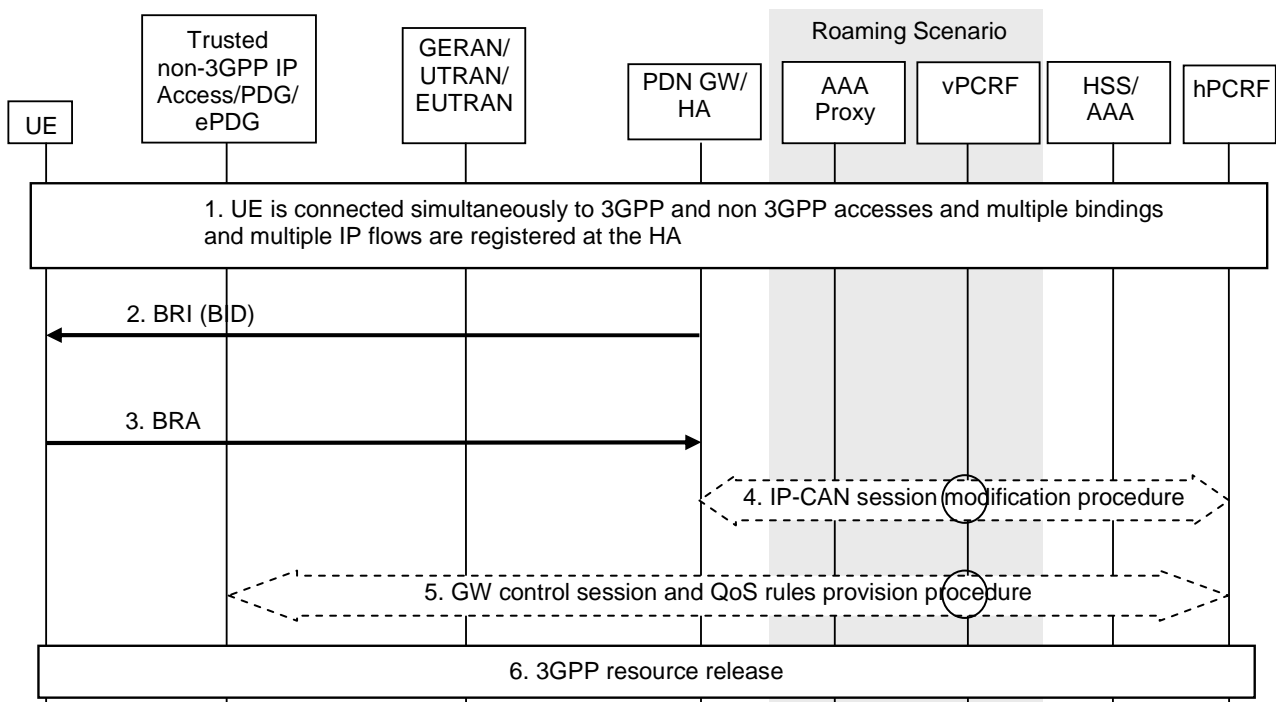 Roaming Scenario
UE
Trusted
non-3GPP IP
Access/PDG/
ePDG
GERAN/
UTRAN/
EUTRAN
PDN GW/
HA
AAA
Proxy
vPCRF
HSS/
AAA
hPCRF
1. UE is connected simultaneously to 3GPP and non 3GPP accesses and multiple bindings
and multiple IP flows are registered at the HA
2. BRI (BID)
3. BRA
4. IP-CAN session modification procedure
5. GW control session and QoS rules provision procedure
6. 3GPP resource release